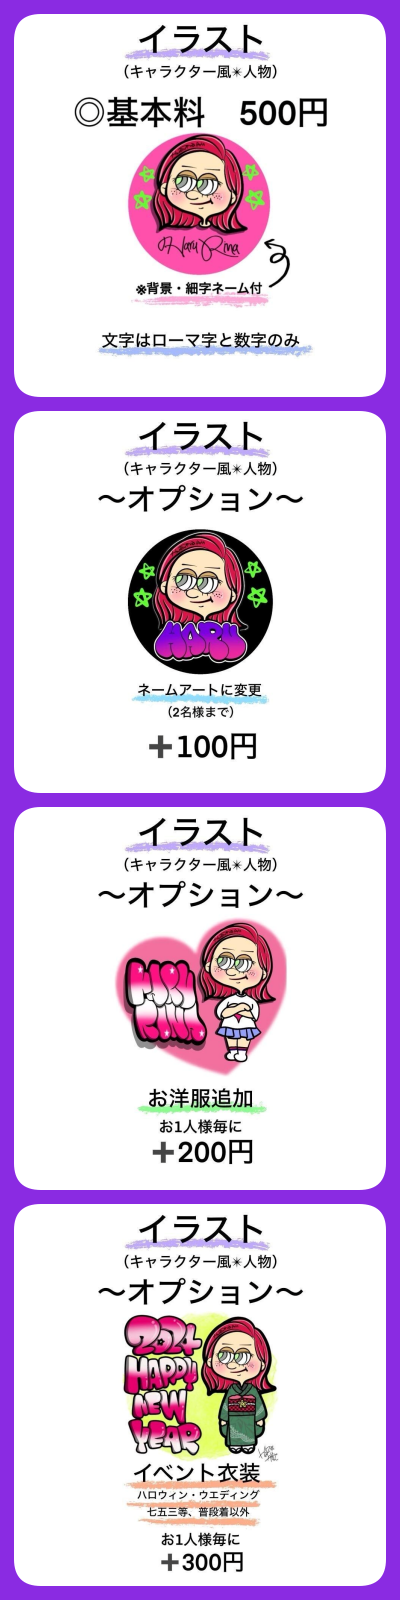 イラスト
（キャラクター風✴︎人物）
◎基本料　500円
Haru Rina
※背景・細字ネーム付
文字はローマ字と数字のみ
イラスト
（キャラクター風✴︎人物）
〜オプション〜
HARU
ネームアートに変更
（2名様まで）
＋100円
イラスト
（キャラクター風✴︎人物）
〜オプション〜
HARU
RINA
お洋服追加
お1人様毎に
＋200円
イラスト
（キャラクター風✴︎人物）
〜オプション〜
2024
HAPPY
NEW
YEAR
イベント衣装
ハロウィン・ウエディング
七五三等、普段着以外
お1人様毎に
＋300円